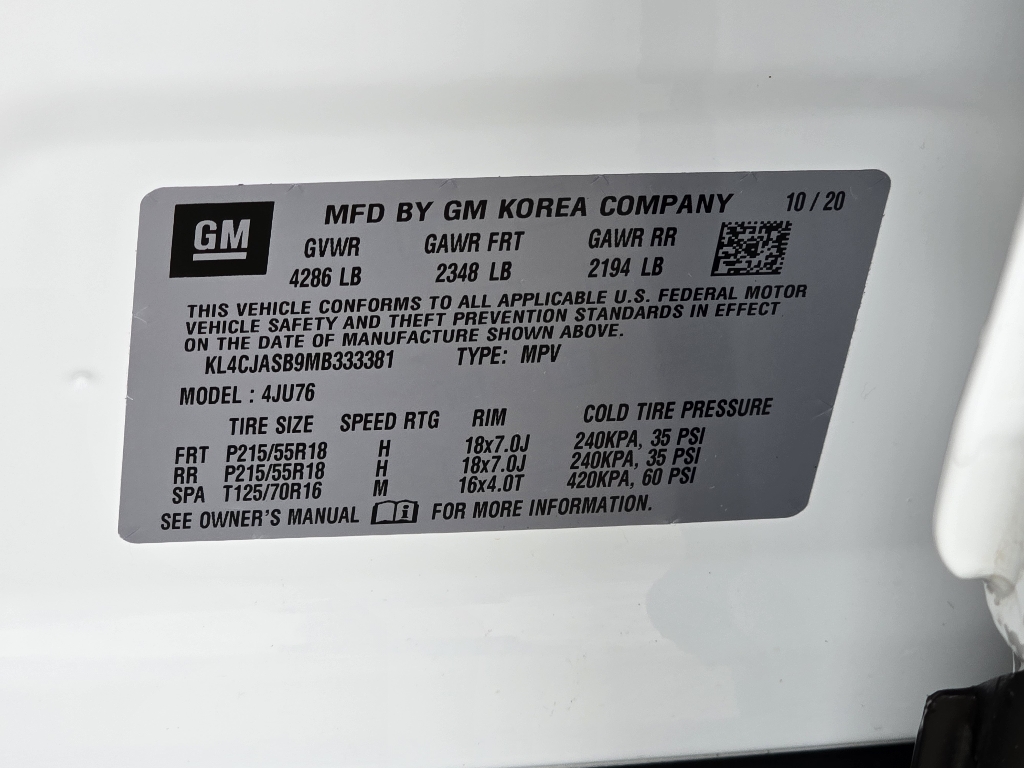 GM
MFD BY GM KOREA COMPANY 10 / 20
GVWR GAWR FRT GAWR RR
4286 LB 2348 LB 2194 LB
THIS VEHICLE CONFORMS TO ALL APPLICABLE U.S. FEDERAL MOTOR
VEHICLE SAFETY AND THEFT PREVENTION STANDARDS IN EFFECT
ON THE DATE OF MANUFACTURE SHOWN ABOVE.
KL4CJASB9MB333381 TYPE: MPV
MODEL : 4JU76
TIRE SIZE SPEED RTG RIM COLD TIRE PRESSURE
FRT P215/55R18 H 18x7.0J 240KPA, 35 PSI
RR P215/55R18 H 18x7.0J 240KPA, 35 PSI
SPA T125/70R16 M 16x4.0T 420KPA, 60 PSI
SEE OWNER'S MANUAL i FOR MORE INFORMATION.